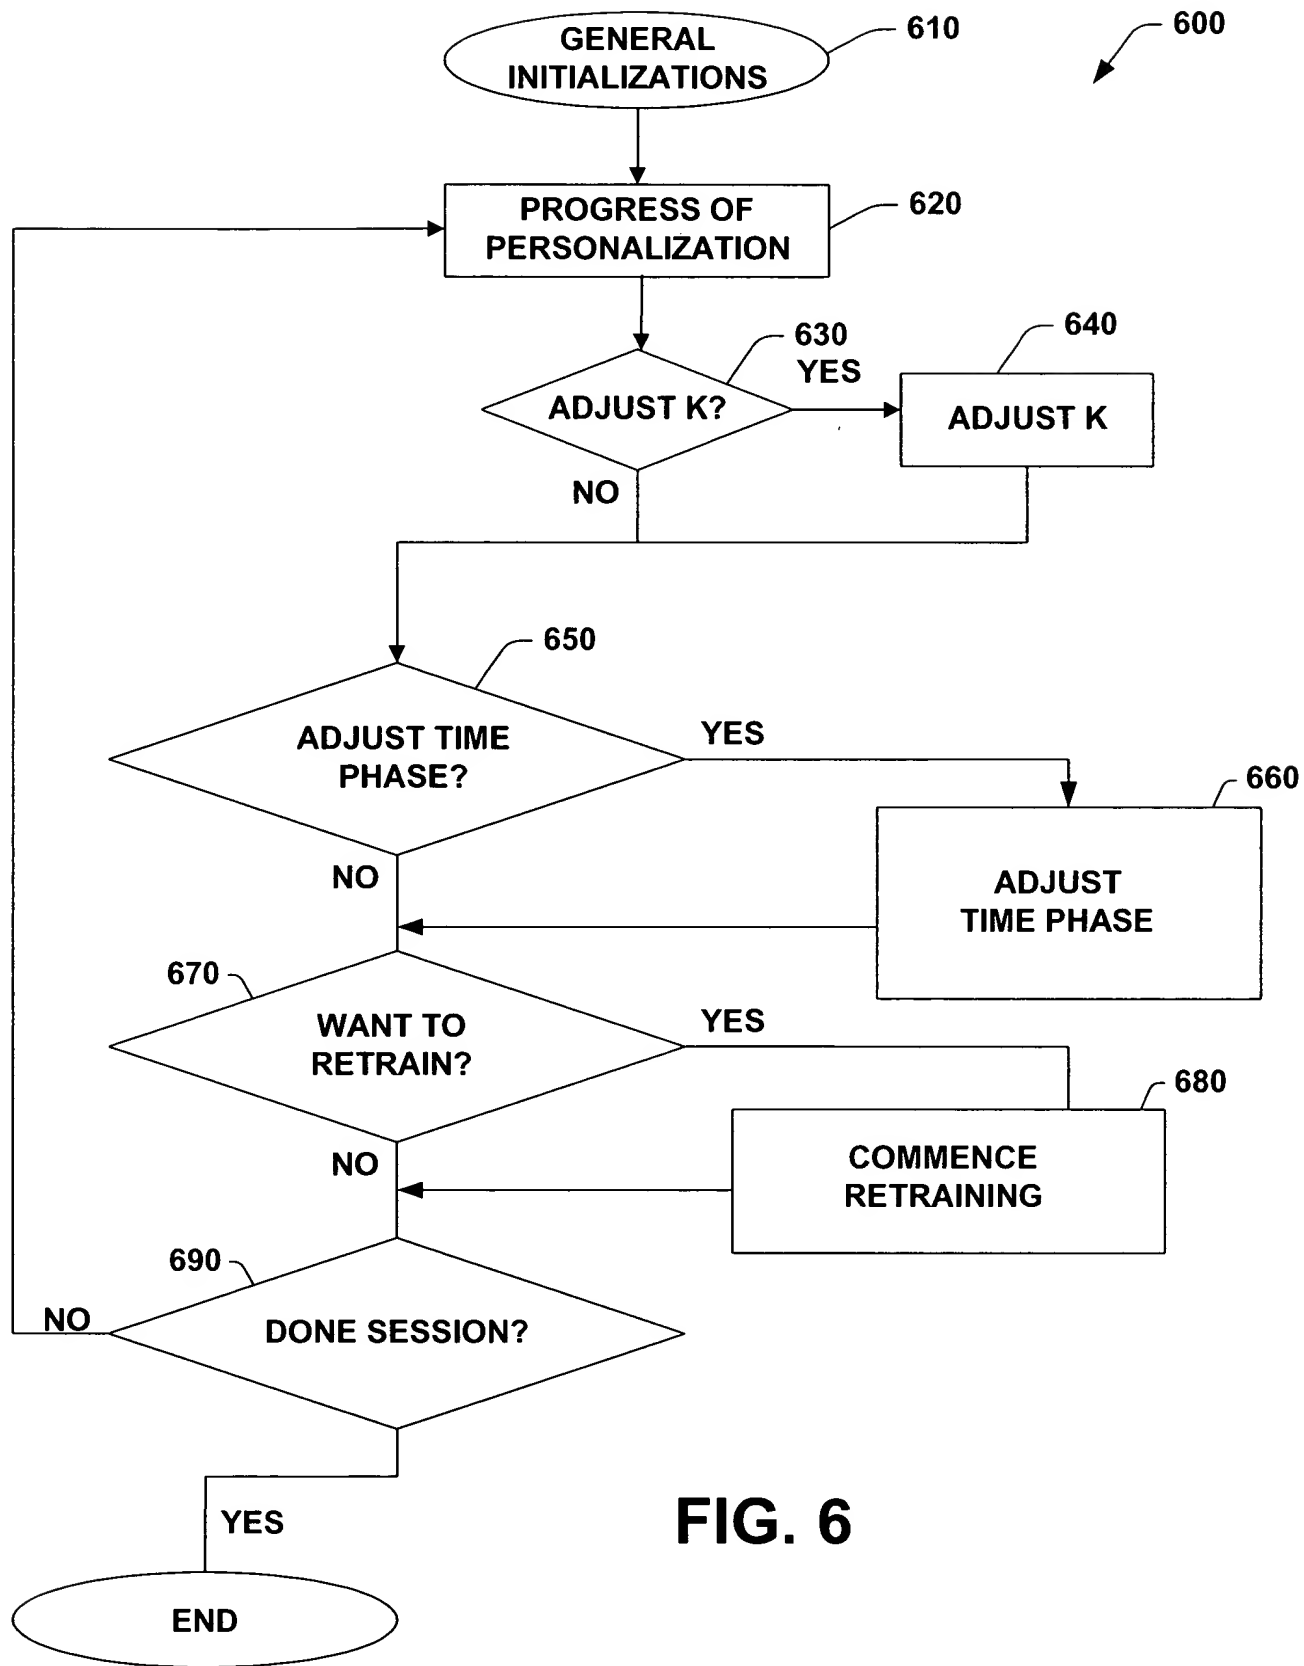 GENERAL
INITIALIZATIONS
610
600
PROGRESS OF
PERSONALIZATION
620
630
YES
640
ADJUST K?
ADJUST K
NO
650
ADJUST TIME
PHASE?
YES
660
ADJUST
TIME PHASE
NO
670
WANT TO
RETRAIN?
YES
680
COMMENCE
RETRAINING
NO
690
NO
DONE SESSION?
YES
FIG. 6
END